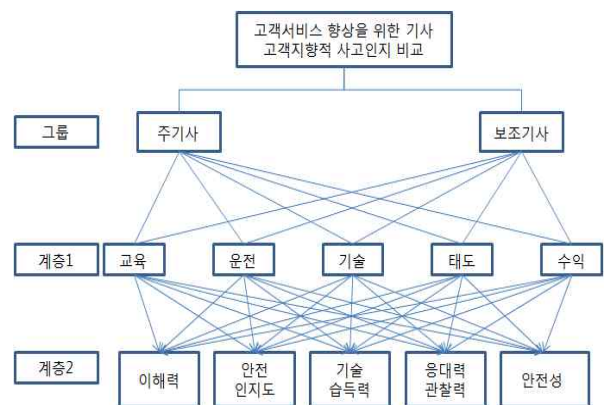 고객서비스 향상을 위한 기사
고객지향적 사고인지 비교
그룹
주기사
보조기사
계층1
교육
운전
기술
태도
수익
계층2
이해력
안전
인지도
기술
습득력
응대력
관찰력
안전성